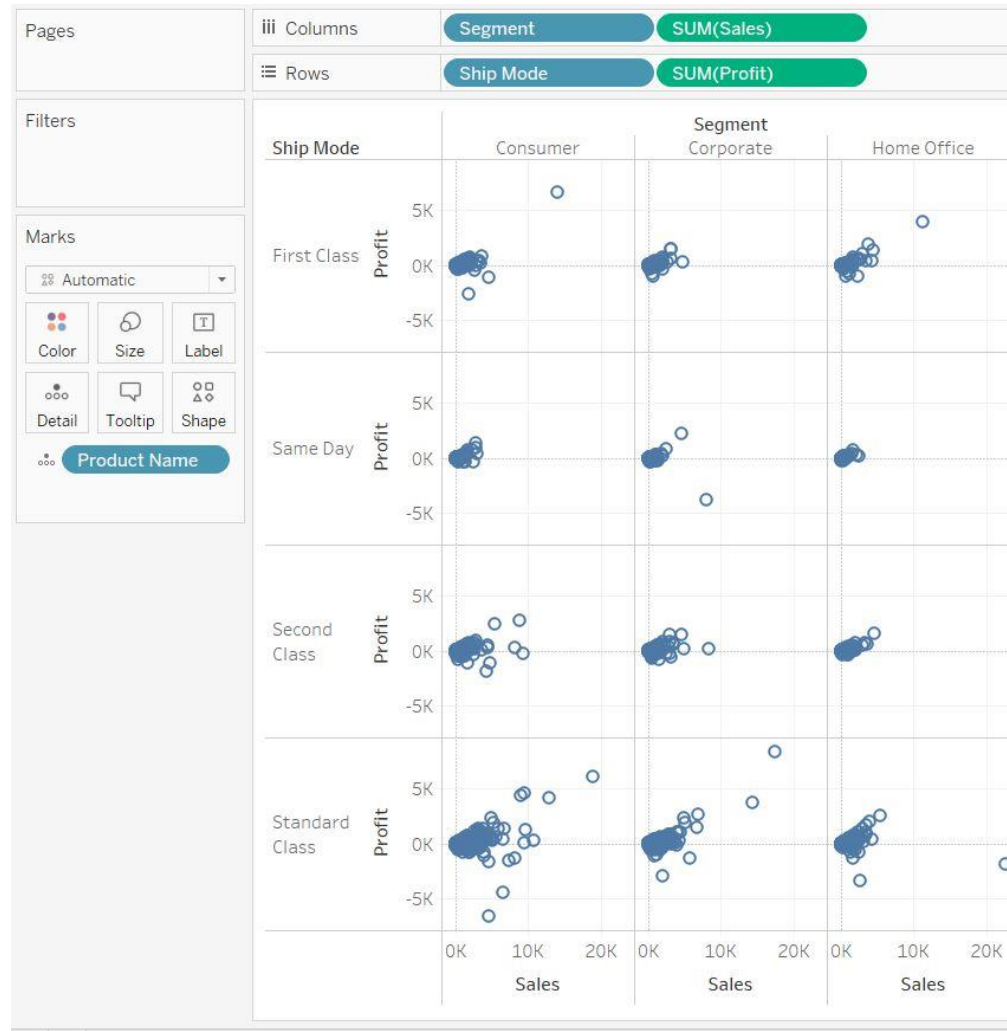 Pages
iii Columns
Segment
SUM(Sales)
Rows
Ship Mode
SUM(Profit)
Filters
Marks
Automatic
Color
Size
Label
Detail
Tooltip
Shape
Product Name
Segment
Ship Mode
Consumer
Corporate
Home Office
First Class
Profit
5K
0K
-5K
Same Day
Profit
5K
0K
-5K
Second
Class
Profit
5K
0K
-5K
Standard
Class
Profit
5K
0K
-5K
0K 10K 20K 0K 10K 20K 0K 10K 20K
Sales Sales Sales